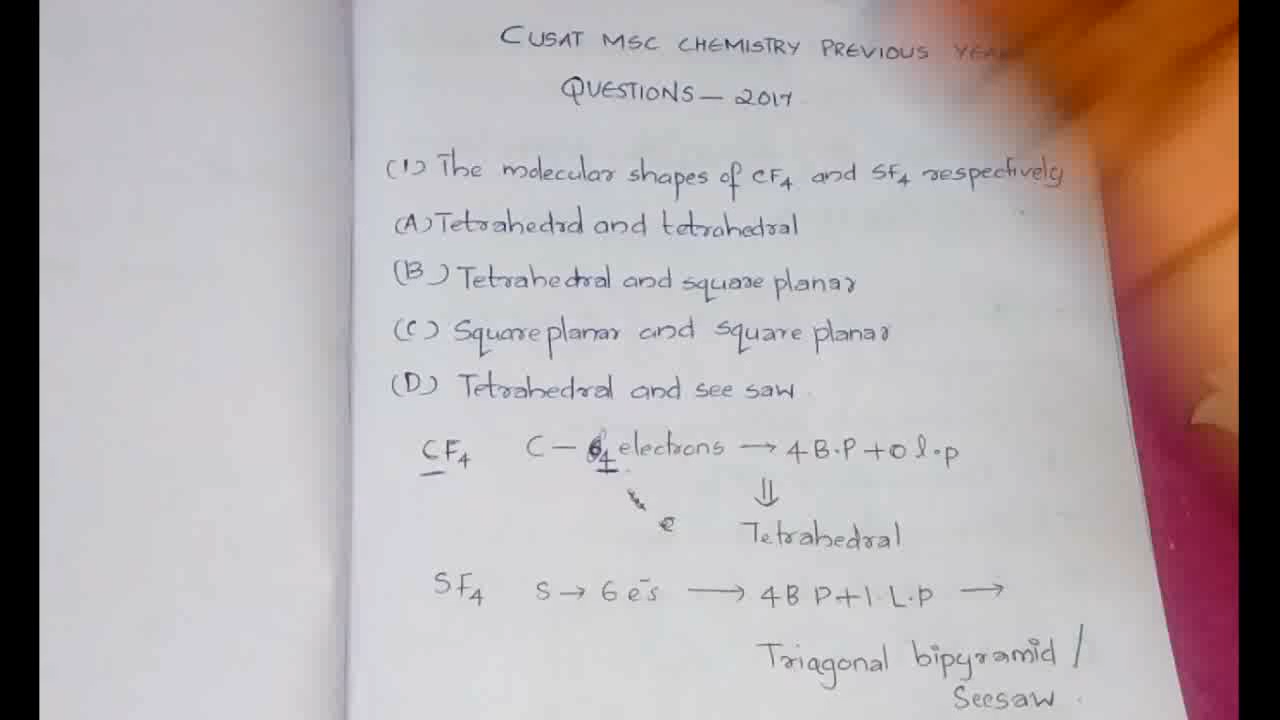 CUSAT MSC CHEMISTRY PREVIOUS YEAR
QUESTIONS — 2017
(1) The molecular shapes of CF4 and SF4 respectively
(A) Tetrahedrd and tetrahedral
(B) Tetrahedral and square planar
(C) Square planar and square planar
(D) Tetrahedral and see saw
CF4 C — 4 electrons → 4 B.P + 0 l.p
⇓
Tetrahedral
SF4 S → 6 e⁻s → 4 B P + 1 L.P →
Triagonal bipyramid /
Seesaw.